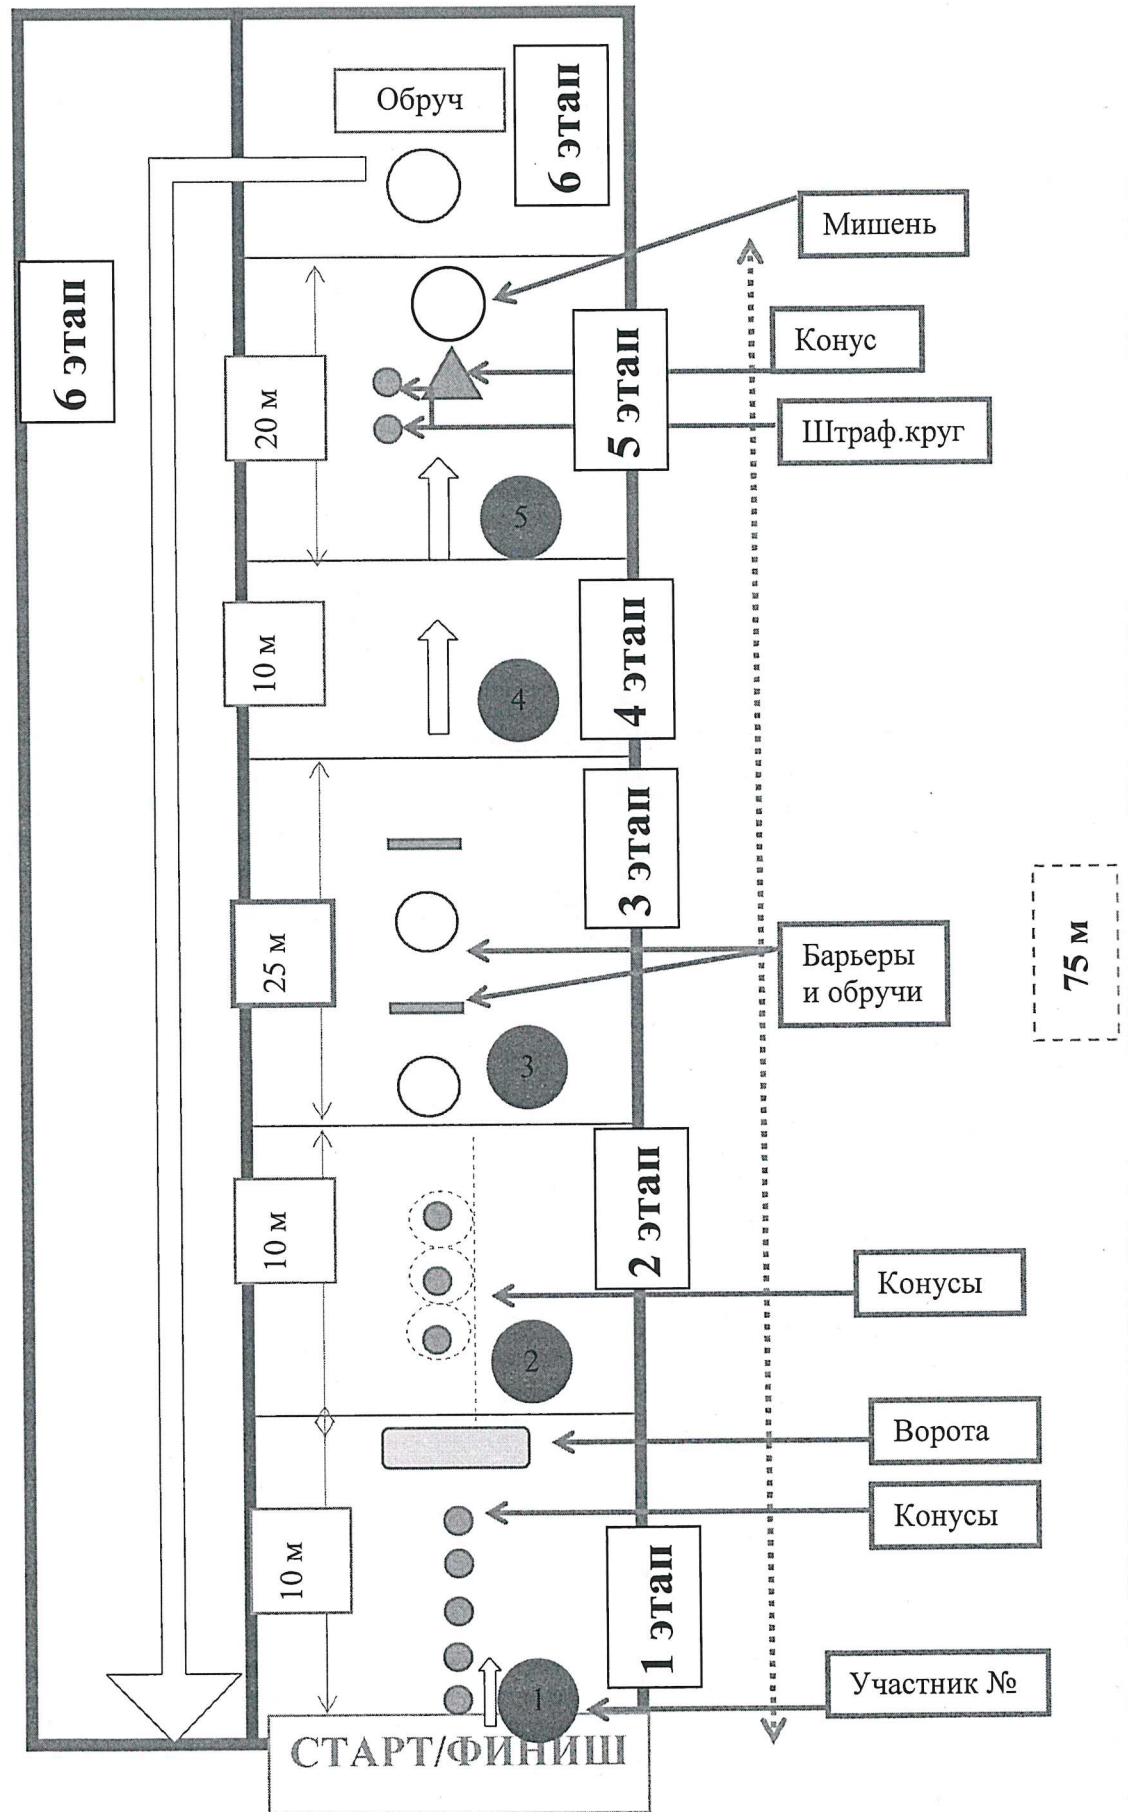 Обруч
6 этап
6 этап
Мишень
Конус
Штраф.круг
20 м
5 этап
5
10 м
4 этап
4
25 м
3 этап
Барьеры
и обручи
75 м
3
10 м
2 этап
Конусы
2
Ворота
Конусы
10 м
1 этап
Участник №
1
СТАРТ/ФИНИШ